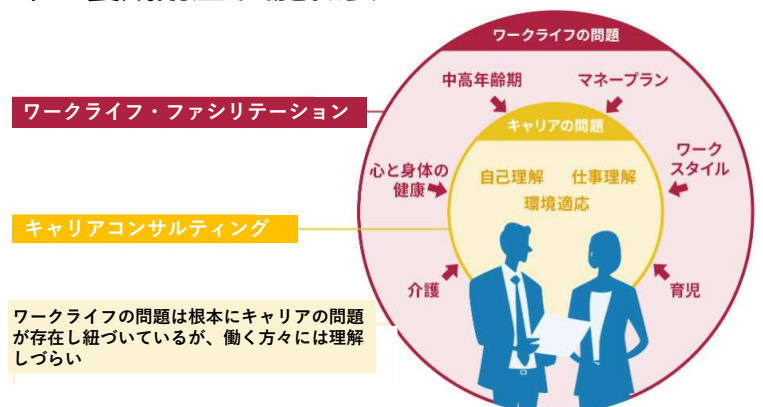 ワークライフの問題
中高年齢期
マネープラン
ワークライフ・ファシリテーション
キャリアの問題
ワーク
スタイル
心と身体の
健康
自己理解
仕事理解
環境適応
キャリアコンサルティング
介護
育児
ワークライフの問題は根本にキャリアの問題
が存在し紐づいているが、働く方々には理解
しづらい